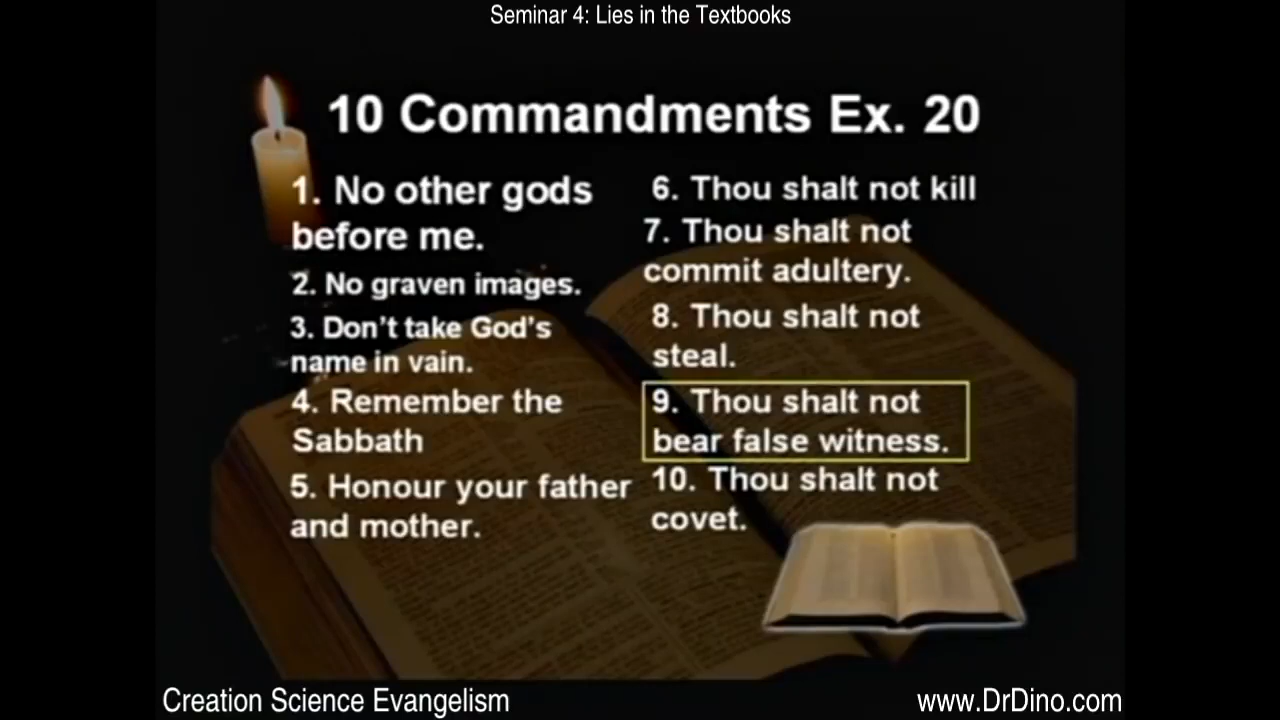 Seminar 4: Lies in the Textbooks
10 Commandments Ex. 20
1. No other gods
before me.
2. No graven images.
3. Don't take God's
name in vain.
4. Remember the
Sabbath
5. Honour your father
and mother.
6. Thou shalt not kill
7. Thou shalt not
commit adultery.
8. Thou shalt not
steal.
9. Thou shalt not
bear false witness.
10. Thou shalt not
covet.
Creation Science Evangelism
www.DrDino.com